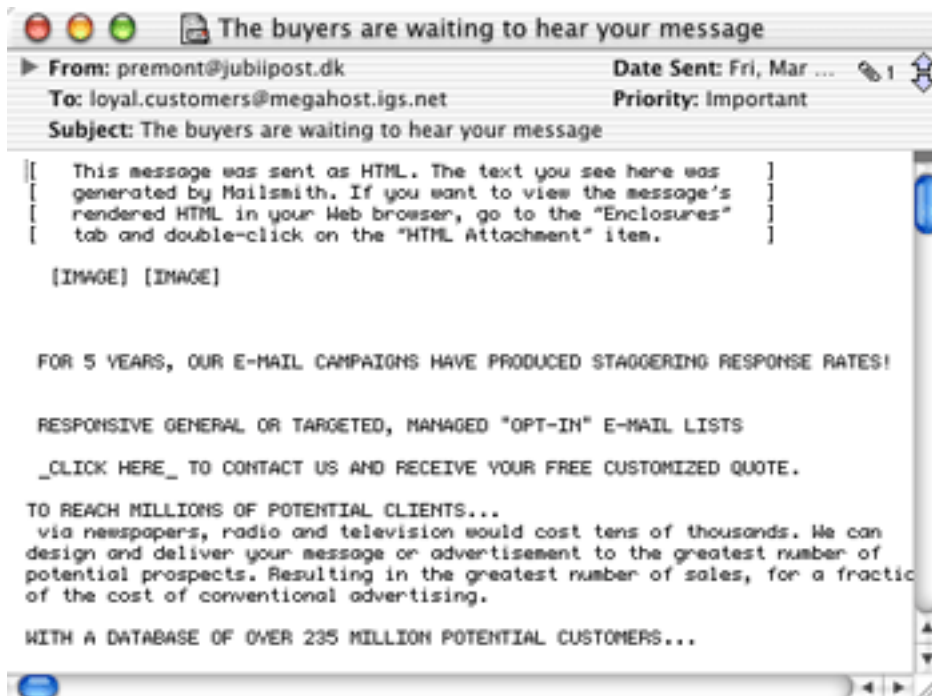 The buyers are waiting to hear your message
From: premont@jubiipost.dk Date Sent: Fri, Mar ... 1
To: loyal.customers@megahost.igs.net Priority: Important
Subject: The buyers are waiting to hear your message
[ This message was sent as HTML. The text you see here was ]
[ generated by Mailsmith. If you want to view the message's ]
[ rendered HTML in your Web browser, go to the "Enclosures" ]
[ tab and double-click on the "HTML Attachment" item. ]
[IMAGE] [IMAGE]
FOR 5 YEARS, OUR E-MAIL CAMPAIGNS HAVE PRODUCED STAGGERING RESPONSE RATES!
RESPONSIVE GENERAL OR TARGETED, MANAGED "OPT-IN" E-MAIL LISTS
_CLICK HERE_ TO CONTACT US AND RECEIVE YOUR FREE CUSTOMIZED QUOTE.
TO REACH MILLIONS OF POTENTIAL CLIENTS...
via newspapers, radio and television would cost tens of thousands. We can
design and deliver your message or advertisement to the greatest number of
potential prospects. Resulting in the greatest number of sales, for a fractic
of the cost of conventional advertising.
WITH A DATABASE OF OVER 235 MILLION POTENTIAL CUSTOMERS...